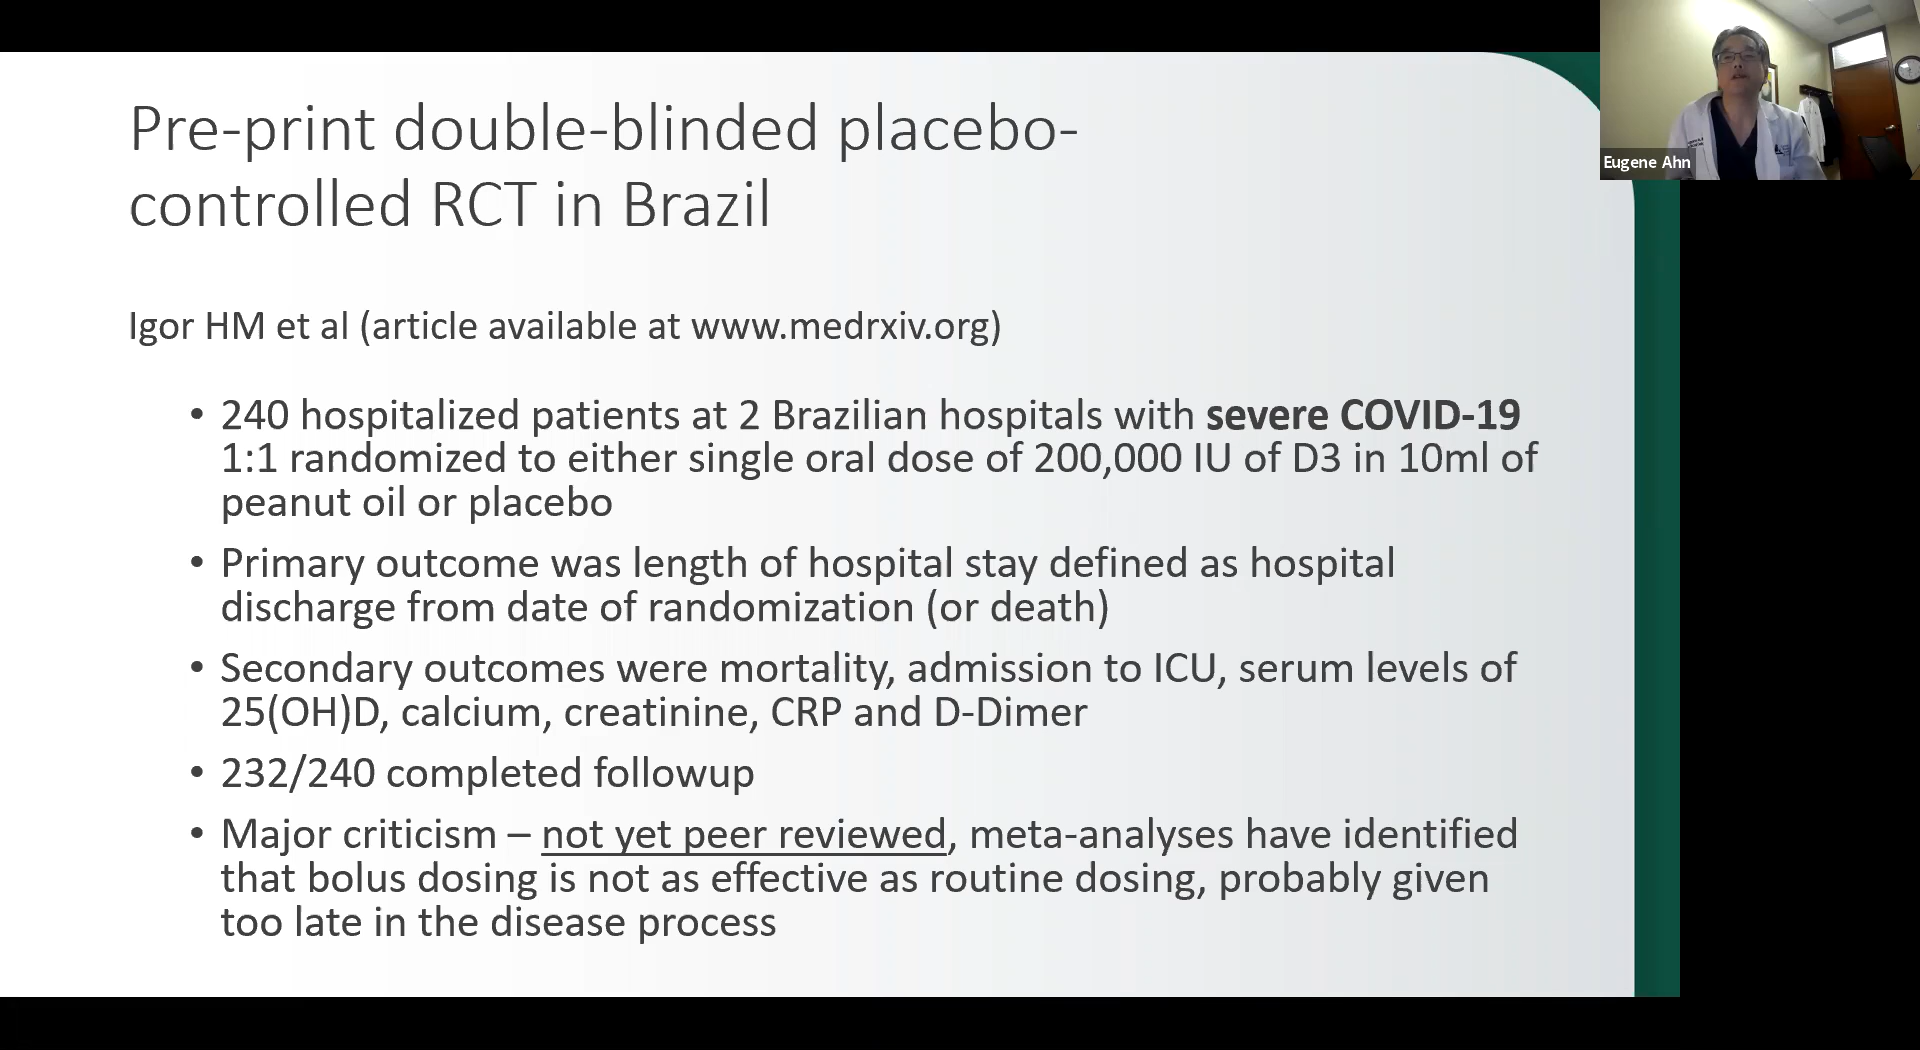 Pre-print double-blinded placebo-
controlled RCT in Brazil
Eugene Ahn
Igor HM et al (article available at www.medrxiv.org)
• 240 hospitalized patients at 2 Brazilian hospitals with severe COVID-19
1:1 randomized to either single oral dose of 200,000 IU of D3 in 10ml of
peanut oil or placebo
• Primary outcome was length of hospital stay defined as hospital
discharge from date of randomization (or death)
• Secondary outcomes were mortality, admission to ICU, serum levels of
25(OH)D, calcium, creatinine, CRP and D-Dimer
• 232/240 completed followup
• Major criticism – not yet peer reviewed, meta-analyses have identified
that bolus dosing is not as effective as routine dosing, probably given
too late in the disease process